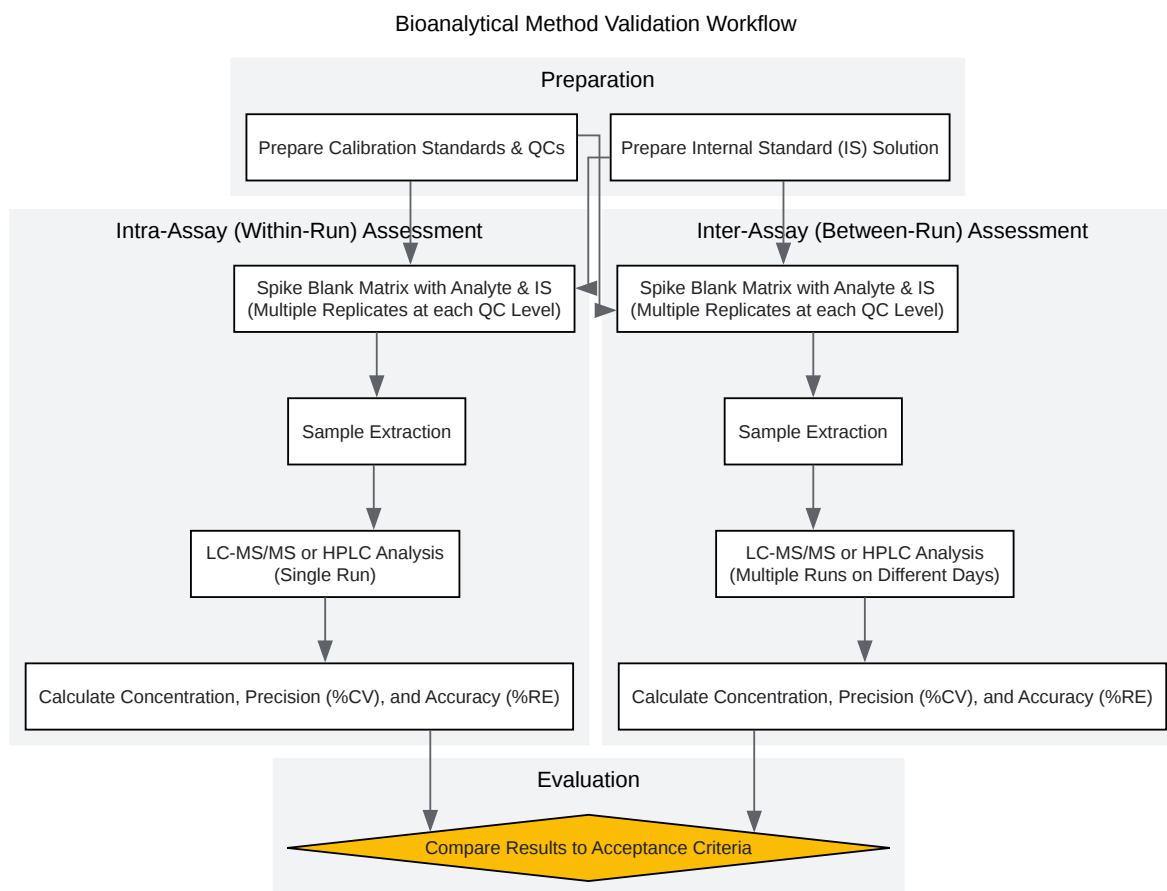 Bioanalytical Method Validation Workflow
Preparation
Prepare Calibration Standards & QCs
Prepare Internal Standard (IS) Solution
Intra-Assay (Within-Run) Assessment
Spike Blank Matrix with Analyte & IS
(Multiple Replicates at each QC Level)
Sample Extraction
LC-MS/MS or HPLC Analysis
(Single Run)
Calculate Concentration, Precision (%CV), and Accuracy (%RE)
Inter-Assay (Between-Run) Assessment
Spike Blank Matrix with Analyte & IS
(Multiple Replicates at each QC Level)
Sample Extraction
LC-MS/MS or HPLC Analysis
(Multiple Runs on Different Days)
Calculate Concentration, Precision (%CV), and Accuracy (%RE)
Evaluation
Compare Results to Acceptance Criteria